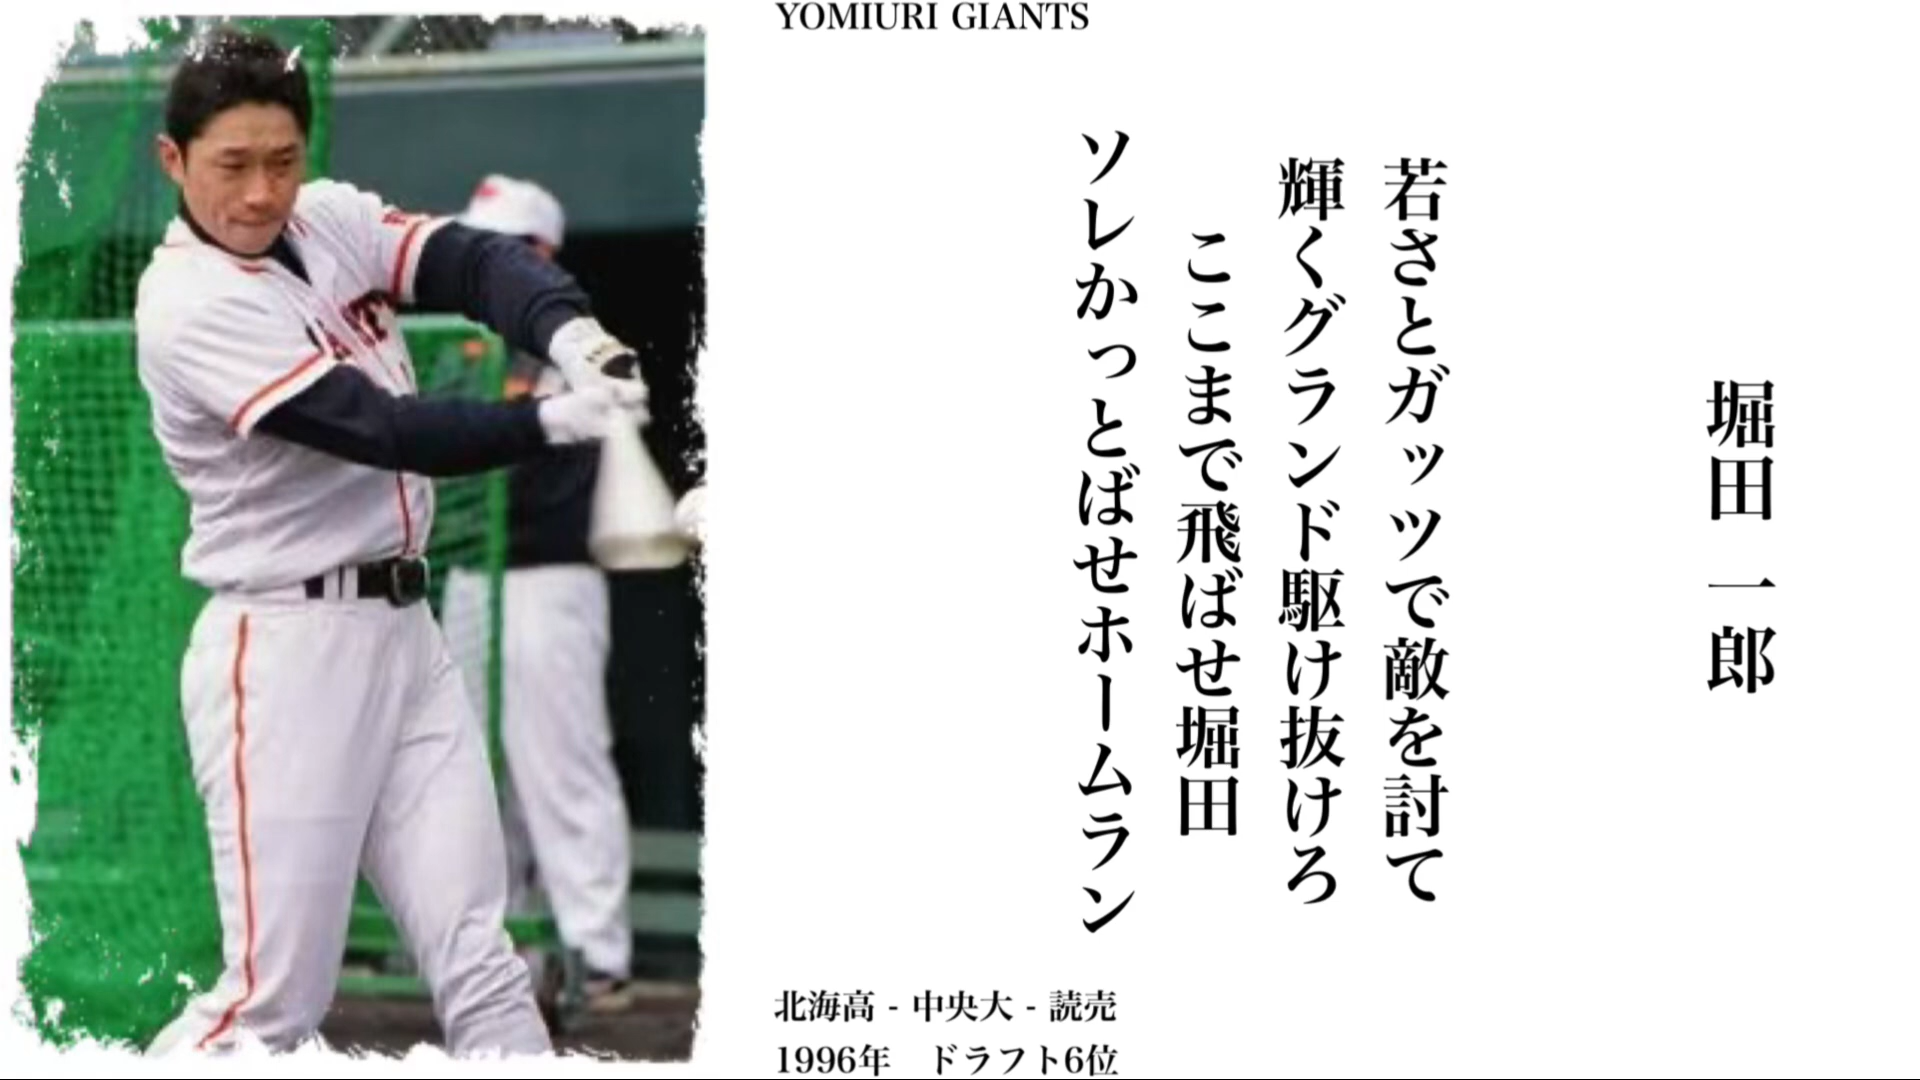 YOMIURI GIANTS
堀田 一郎
若さとガッツで敵を討て
輝くグランド駆け抜けろ
ここまで飛ばせ堀田
ソレかっとばせホームラン
北海高 - 中央大 - 読売
1996年　ドラフト6位